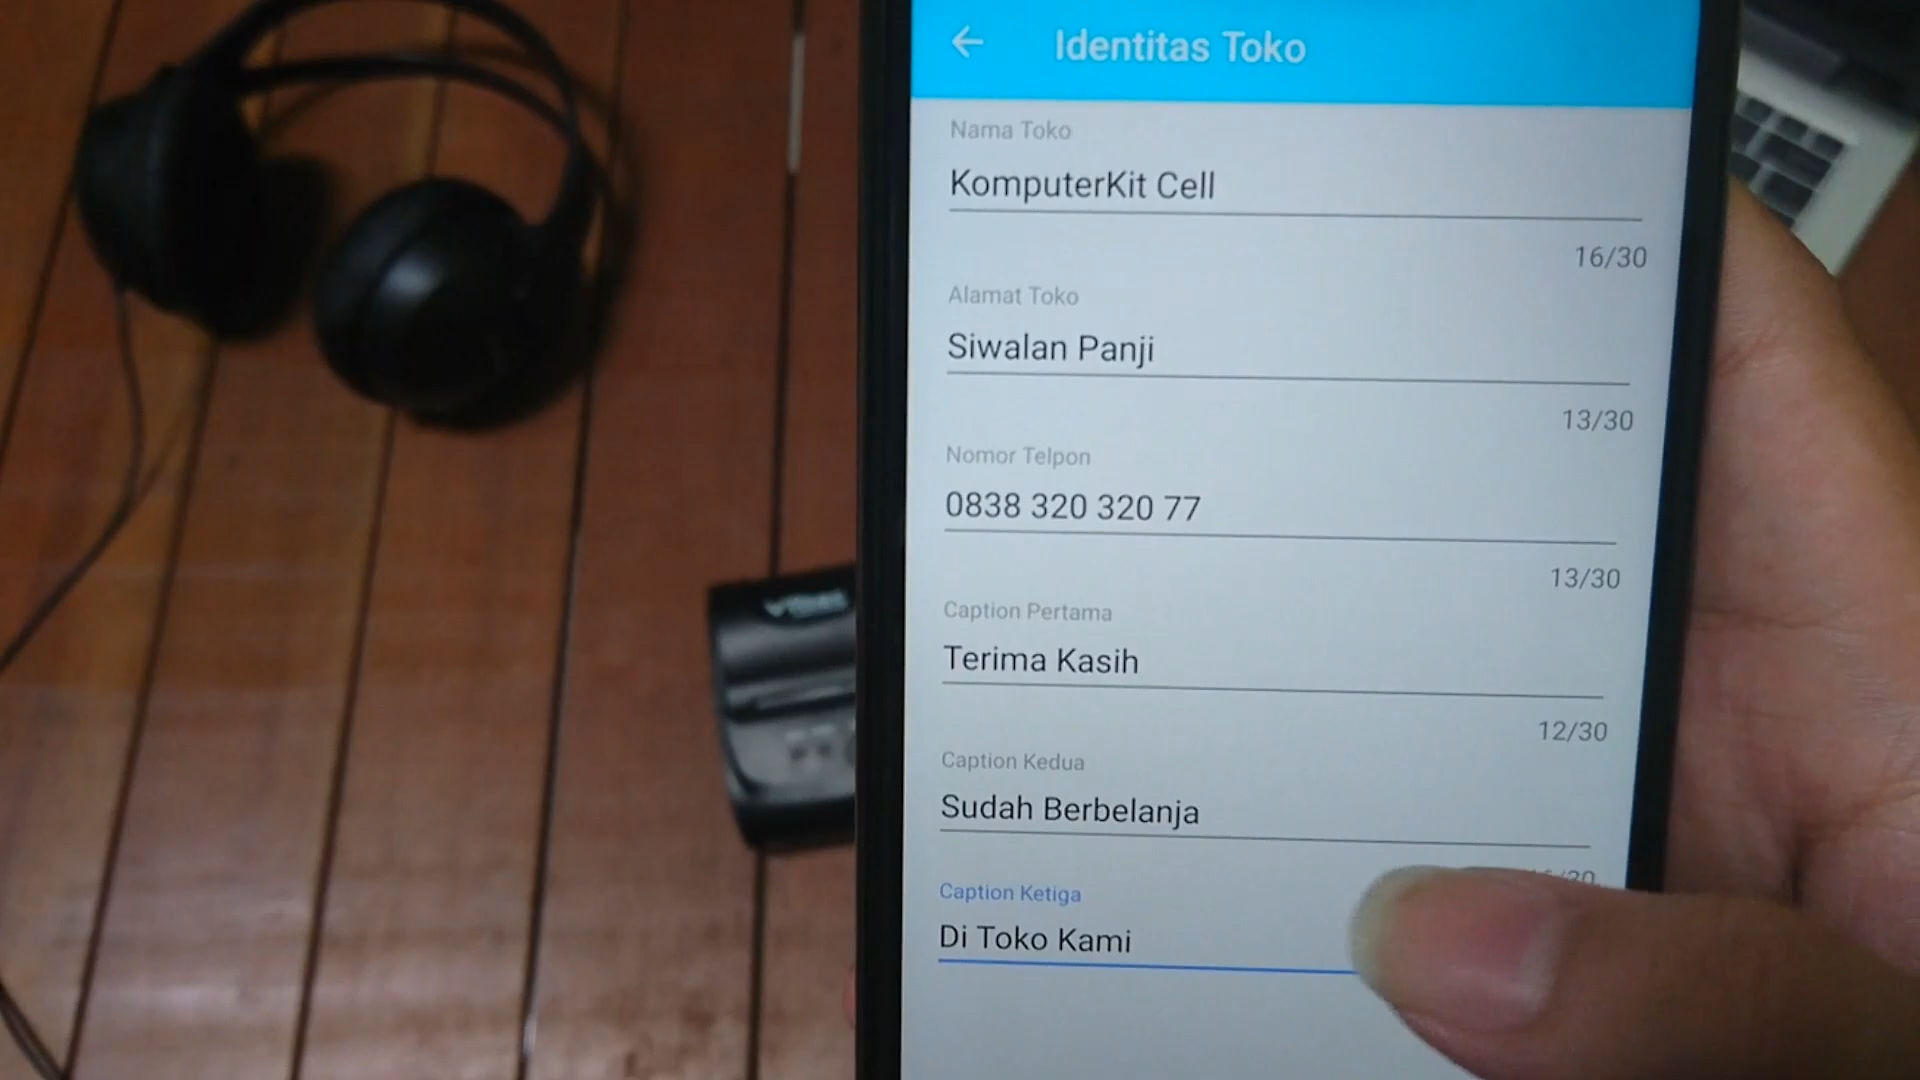 Identitas Toko
Nama Toko
KomputerKit Cell
16/30
Alamat Toko
Siwalan Panji
13/30
Nomor Telpon
0838 320 320 77
13/30
Caption Pertama
Terima Kasih
12/30
Caption Kedua
Sudah Berbelanja
Caption Ketiga
Di Toko Kami